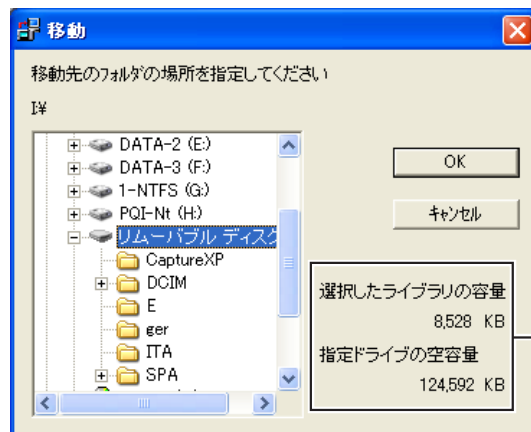 移動
移動先のフォルダの場所を指定してください
I¥
DATA-2 (E:)
DATA-3 (F:)
1-NTFS (G:)
PQI-Nt (H:)
リムーバブル ディスク
CaptureXP
DCIM
E
ger
ITA
SPA
OK
キャンセル
選択したライブラリの容量
8,528 KB
指定ドライブの空容量
124,592 KB